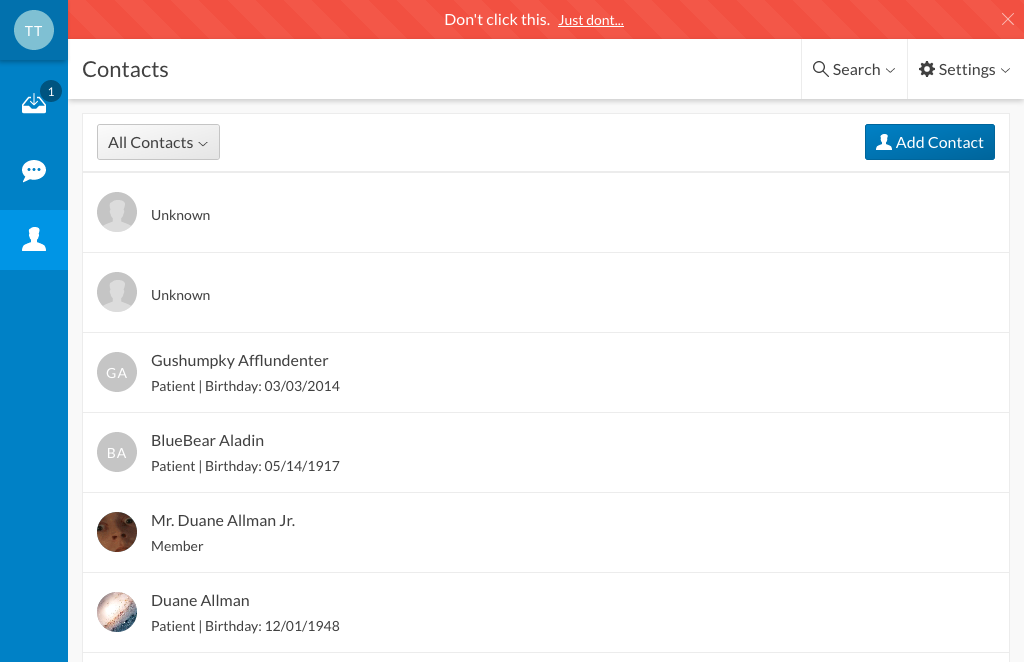 TT
Don't click this. Just dont...
1
Contacts
Search
Settings
All Contacts
Add Contact
Unknown
Unknown
GA
Gushumpky Afflundenter
Patient | Birthday: 03/03/2014
BA
BlueBear Aladin
Patient | Birthday: 05/14/1917
Mr. Duane Allman Jr.
Member
Duane Allman
Patient | Birthday: 12/01/1948